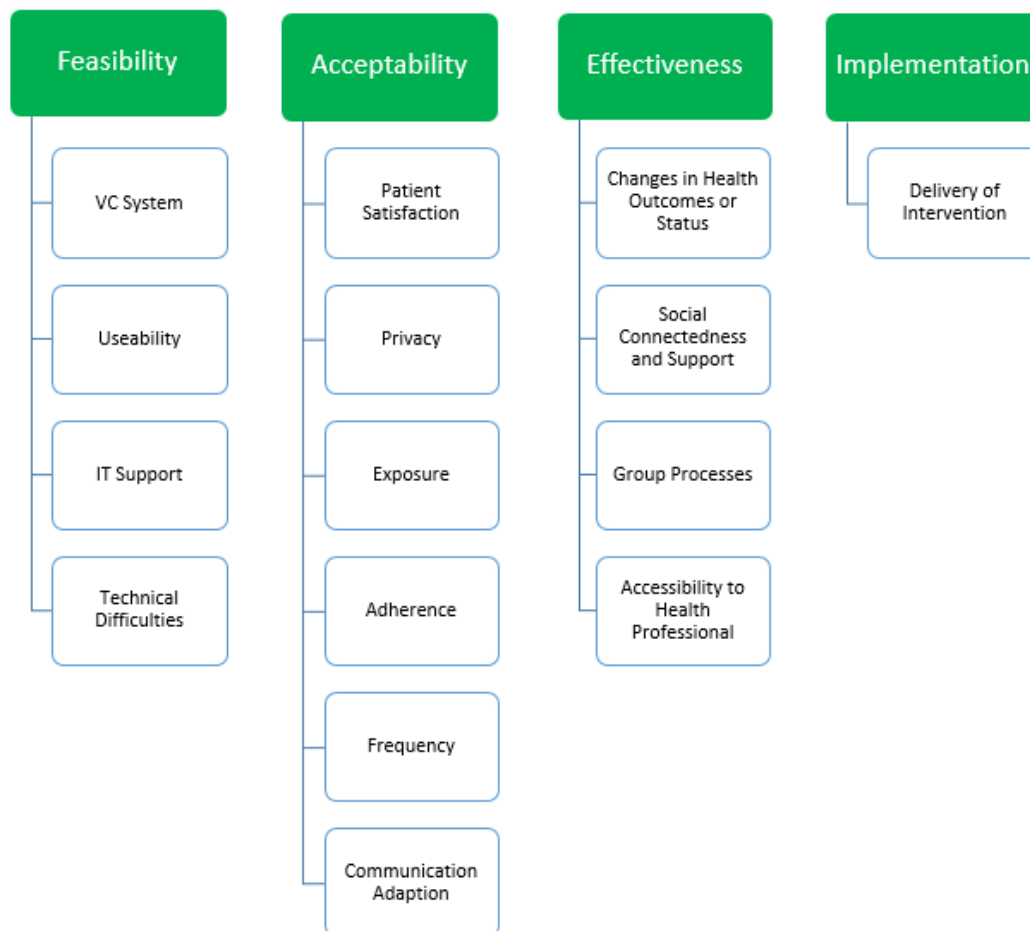 Feasibility
VC System
Useability
IT Support
Technical
Difficulties
Acceptability
Patient
Satisfaction
Privacy
Exposure
Adherence
Frequency
Communication
Adaption
Effectiveness
Changes in Health
Outcomes or
Status
Social
Connectedness
and Support
Group Processes
Accessibility to
Health
Professional
Implementation
Delivery of
Intervention